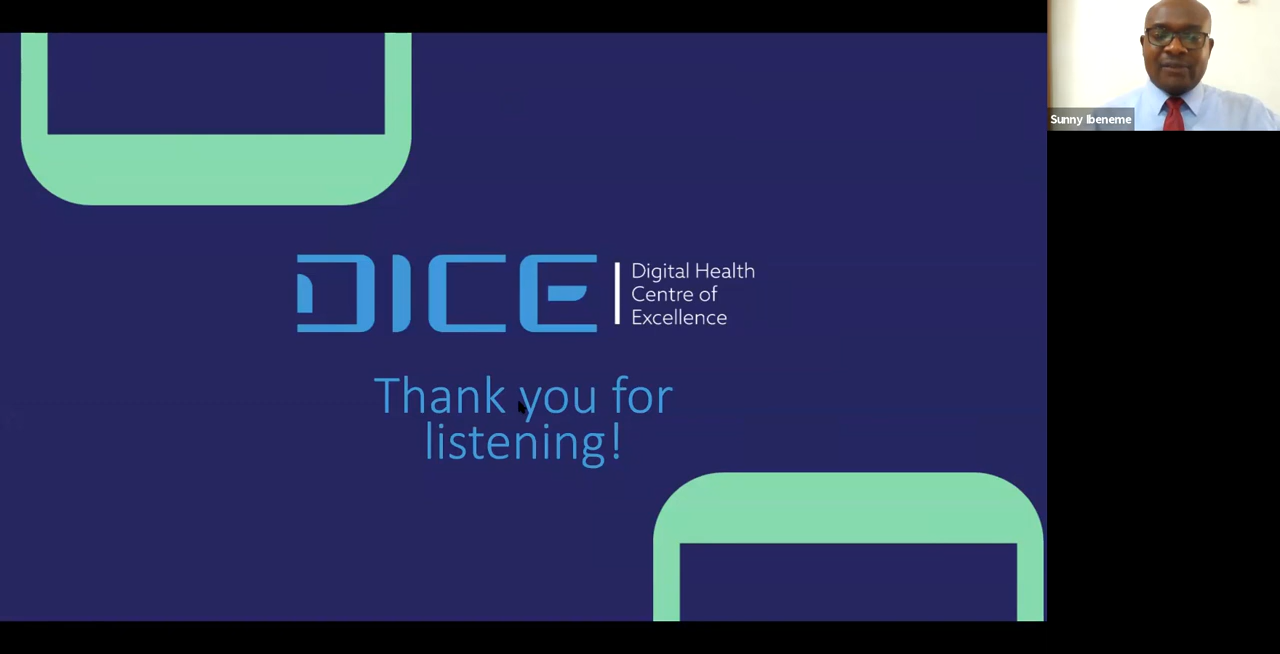 Sunny Ibeneme
DICE
Digital Health
Centre of
Excellence
Thank you for
listening!